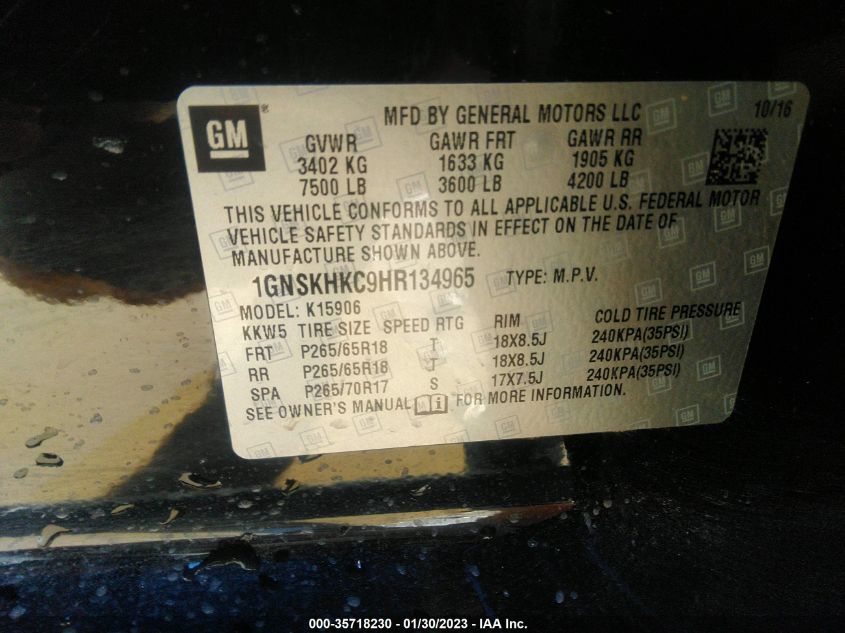 GM ® MFD BY GENERAL MOTORS LLC 10/16
GVWR GAWR FRT GAWR RR
3402 KG 1633 KG 1905 KG
7500 LB 3600 LB 4200 LB
THIS VEHICLE CONFORMS TO ALL APPLICABLE U.S. FEDERAL MOTOR
VEHICLE SAFETY STANDARDS IN EFFECT ON THE DATE OF
MANUFACTURE SHOWN ABOVE.
1GNSKHKC9HR134965 TYPE: M.P.V.
MODEL: K15906
KKW5 TIRE SIZE SPEED RTG RIM COLD TIRE PRESSURE
FRT P265/65R18 T 18X8.5J 240KPA(35PSI)
RR P265/65R18 T 18X8.5J 240KPA(35PSI)
SPA P265/70R17 S 17X7.5J 240KPA(35PSI)
SEE OWNER'S MANUAL FOR MORE INFORMATION.
000-35718230 - 01/30/2023 - IAA Inc.